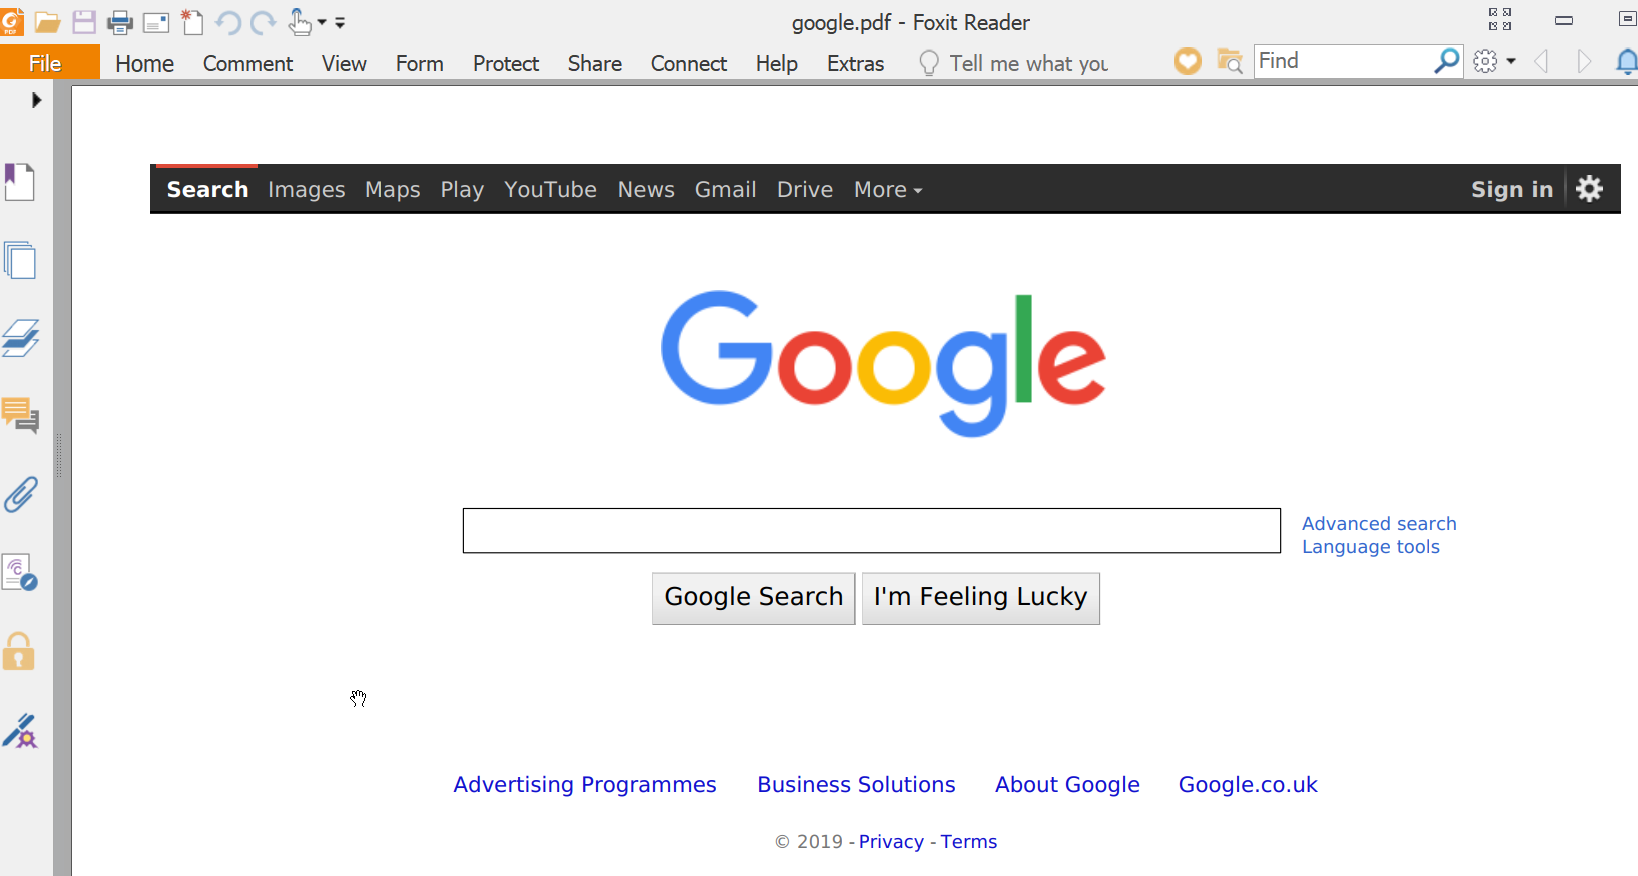 google.pdf - Foxit Reader
File Home Comment View Form Protect Share Connect Help Extras Tell me what you Find
Search Images Maps Play YouTube News Gmail Drive More Sign in
Google
Advanced search
Language tools
Google Search I'm Feeling Lucky
Advertising Programmes Business Solutions About Google Google.co.uk
© 2019 - Privacy - Terms